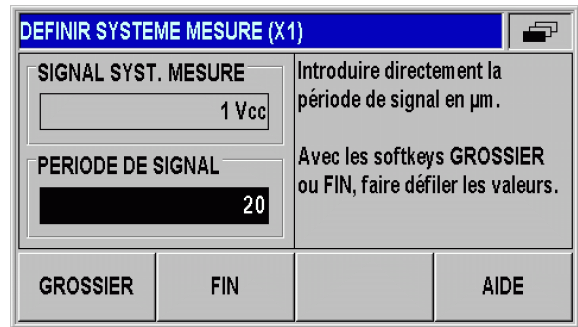 DEFINIR SYSTEME MESURE (X1)
SIGNAL SYST. MESURE
1 Vcc
PERIODE DE SIGNAL
20
Introduire directement la
période de signal en µm.
Avec les softkeys GROSSIER
ou FIN, faire défiler les valeurs.
GROSSIER
FIN
AIDE